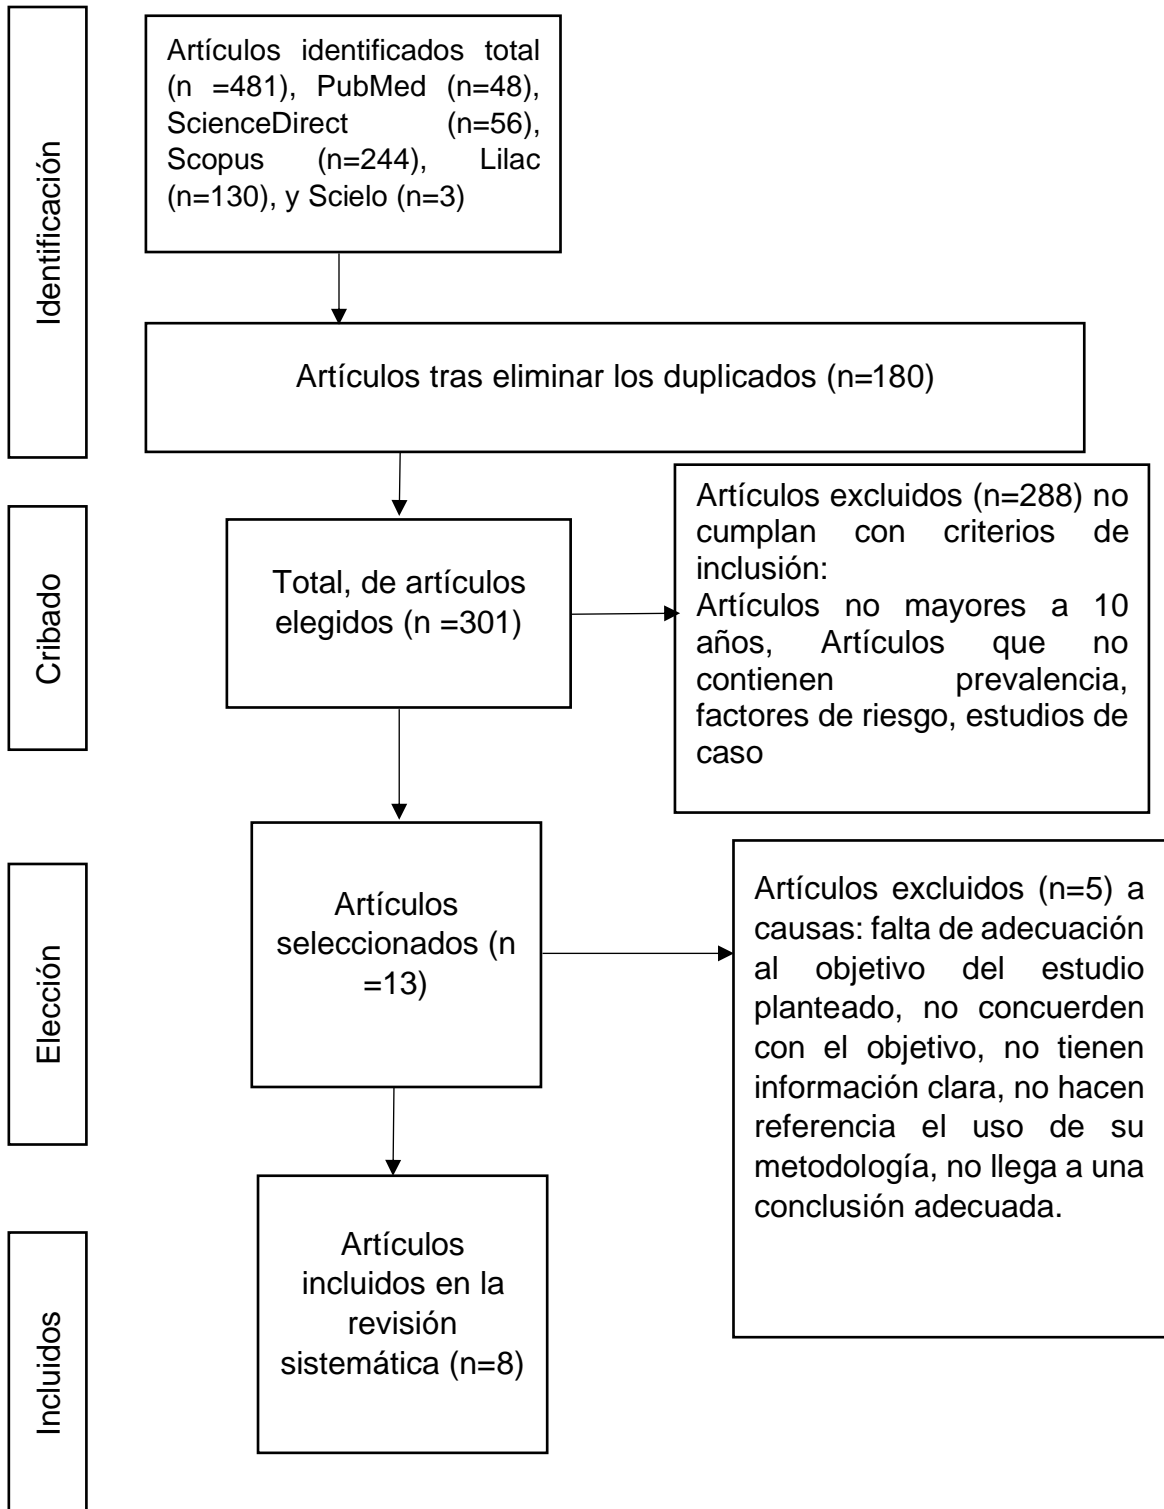 Identificación
Artículos identificados total
(n =481), PubMed (n=48),
ScienceDirect (n=56),
Scopus (n=244), Lilac
(n=130), y Scielo (n=3)
Artículos tras eliminar los duplicados (n=180)
Cribado
Total, de artículos
elegidos (n =301)
Artículos excluidos (n=288) no
cumplan con criterios de
inclusión:
Artículos no mayores a 10
años, Artículos que no
contienen prevalencia,
factores de riesgo, estudios de
caso
Elección
Artículos
seleccionados (n
=13)
Artículos excluidos (n=5) a
causas: falta de adecuación
al objetivo del estudio
planteado, no concuerden
con el objetivo, no tienen
información clara, no hacen
referencia el uso de su
metodología, no llega a una
conclusión adecuada.
Incluidos
Artículos
incluidos en la
revisión
sistemática (n=8)